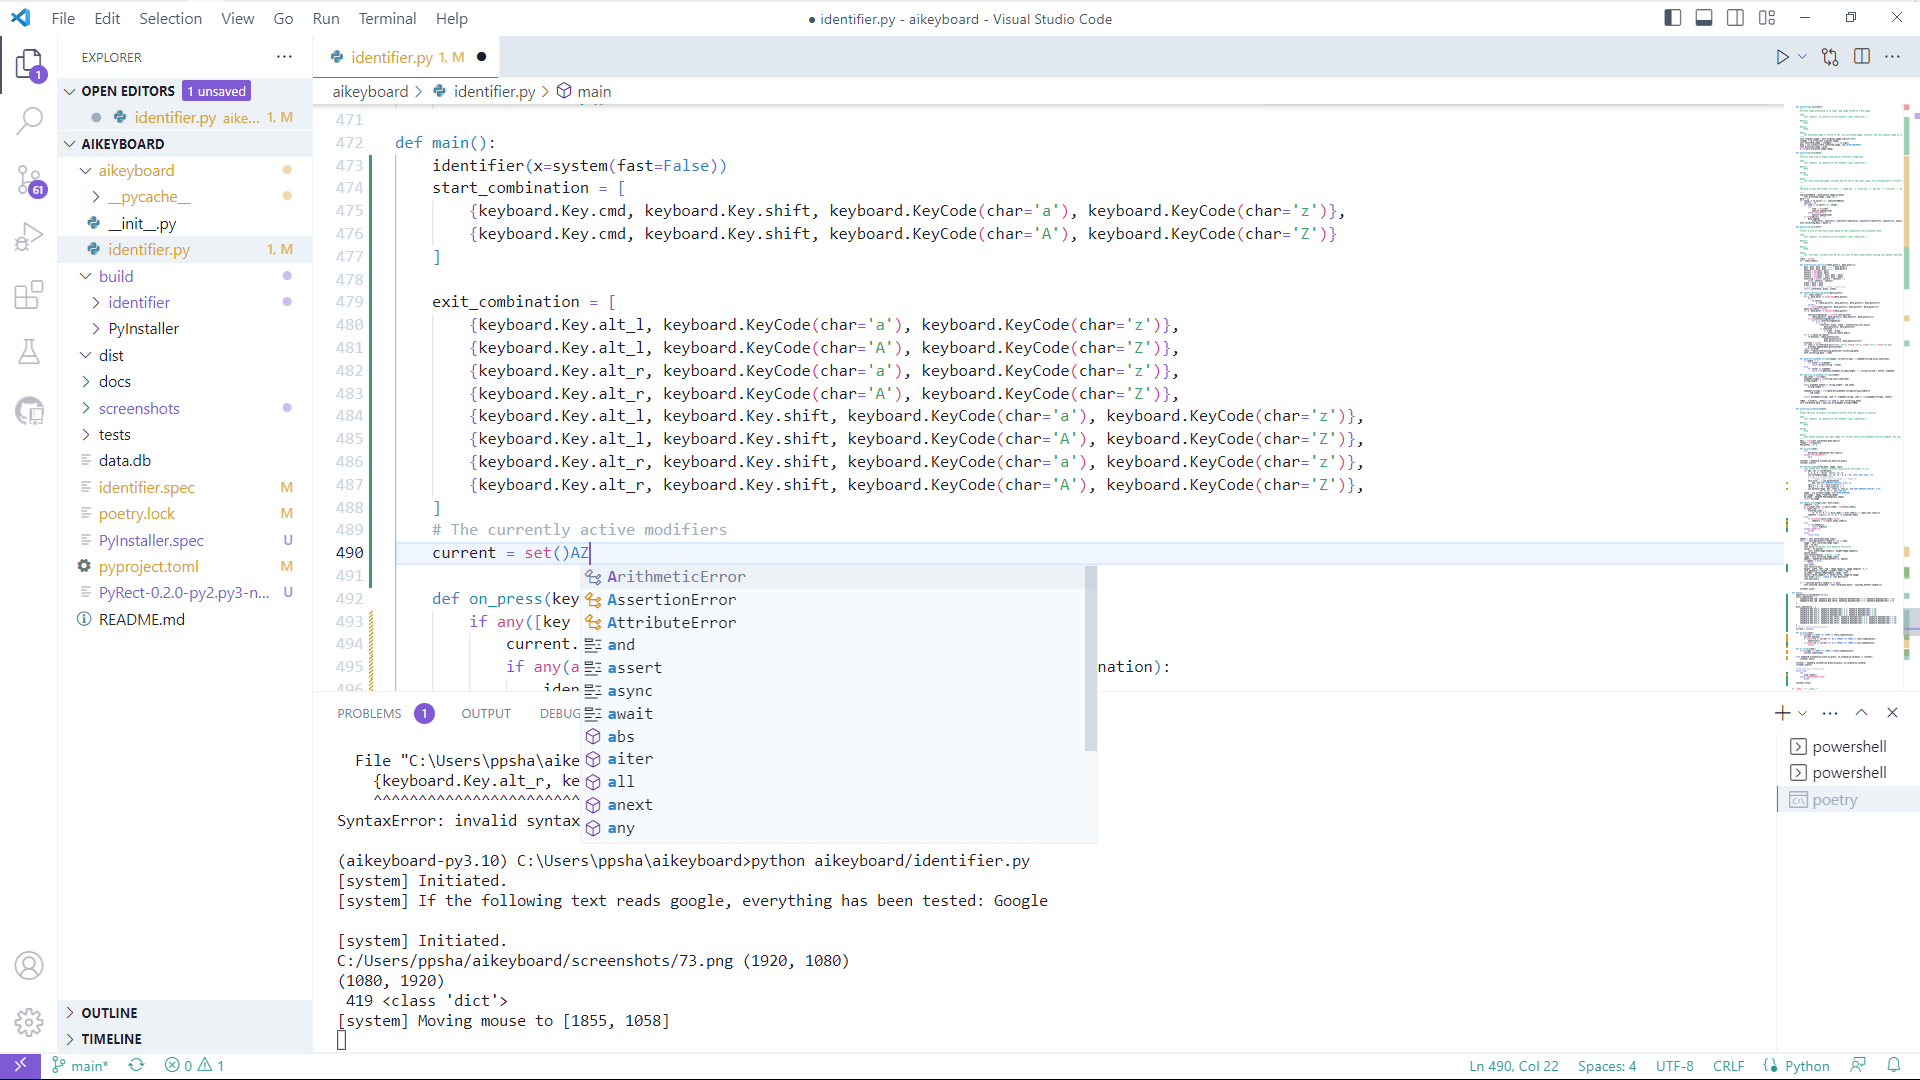 File Edit Selection View Go Run Terminal Help
● identifier.py - aikeyboard - Visual Studio Code
EXPLORER
1
OPEN EDITORS 1 unsaved
identifier.py aike... 1, M
AIKEYBOARD
aikeyboard
__pycache__
__init__.py
identifier.py 1, M
build
identifier
PyInstaller
dist
docs
screenshots
tests
data.db
identifier.spec M
poetry.lock M
PyInstaller.spec U
pyproject.toml M
PyRect-0.2.0-py2.py3-n... U
README.md
61
OUTLINE
TIMELINE
identifier.py 1, M ●
aikeyboard > identifier.py > main
471
472 def main():
473 identifier(x=system(fast=False))
474 start_combination = [
475 {keyboard.Key.cmd, keyboard.Key.shift, keyboard.KeyCode(char='a'), keyboard.KeyCode(char='z')},
476 {keyboard.Key.cmd, keyboard.Key.shift, keyboard.KeyCode(char='A'), keyboard.KeyCode(char='Z')}
477 ]
478
479 exit_combination = [
480 {keyboard.Key.alt_l, keyboard.KeyCode(char='a'), keyboard.KeyCode(char='z')},
481 {keyboard.Key.alt_l, keyboard.KeyCode(char='A'), keyboard.KeyCode(char='Z')},
482 {keyboard.Key.alt_r, keyboard.KeyCode(char='a'), keyboard.KeyCode(char='z')},
483 {keyboard.Key.alt_r, keyboard.KeyCode(char='A'), keyboard.KeyCode(char='Z')},
484 {keyboard.Key.alt_l, keyboard.Key.shift, keyboard.KeyCode(char='a'), keyboard.KeyCode(char='z')},
485 {keyboard.Key.alt_l, keyboard.Key.shift, keyboard.KeyCode(char='A'), keyboard.KeyCode(char='Z')},
486 {keyboard.Key.alt_r, keyboard.Key.shift, keyboard.KeyCode(char='a'), keyboard.KeyCode(char='z')},
487 {keyboard.Key.alt_r, keyboard.Key.shift, keyboard.KeyCode(char='A'), keyboard.KeyCode(char='Z')},
488 ]
489 # The currently active modifiers
490 current = set()AZ
491
492 def on_press(key
493 if any([key
494 current.
495 if any(a nation):
496 iden
ArithmeticError
AssertionError
AttributeError
and
assert
async
await
abs
aiter
all
anext
any
PROBLEMS 1 OUTPUT DEBUG
File "C:\Users\ppsha\aike
{keyboard.Key.alt_r, ke
^^^^^^^^^^^^^^^^^^^^^^^
SyntaxError: invalid syntax
(aikeyboard-py3.10) C:\Users\ppsha\aikeyboard>python aikeyboard/identifier.py
[system] Initiated.
[system] If the following text reads google, everything has been tested: Google
[system] Initiated.
C:/Users/ppsha/aikeyboard/screenshots/73.png (1920, 1080)
(1080, 1920)
419 <class 'dict'>
[system] Moving mouse to [1855, 1058]
powershell
powershell
poetry
main* 0 1
Ln 490, Col 22 Spaces: 4 UTF-8 CRLF Python